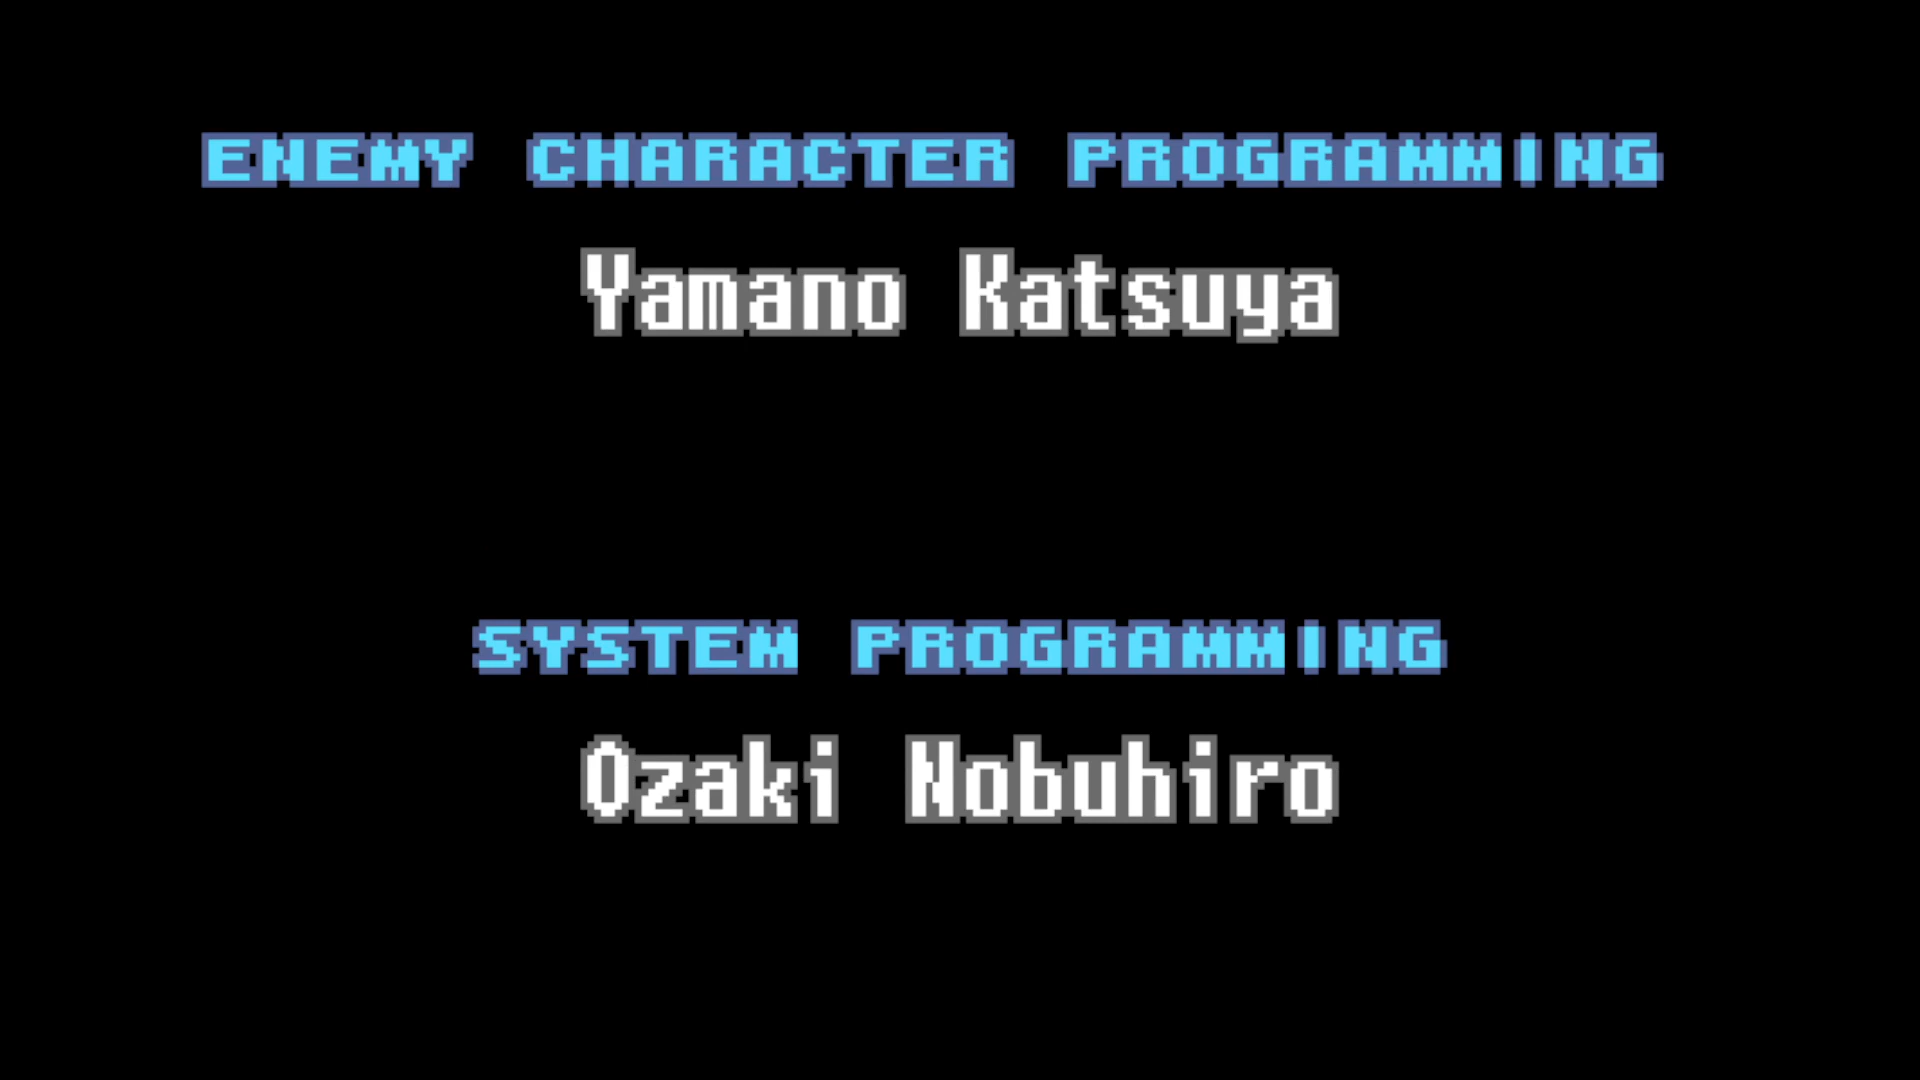 ENEMY CHARACTER PROGRAMMING
Yamano Katsuya
SYSTEM PROGRAMMING
Ozaki Nobuhiro